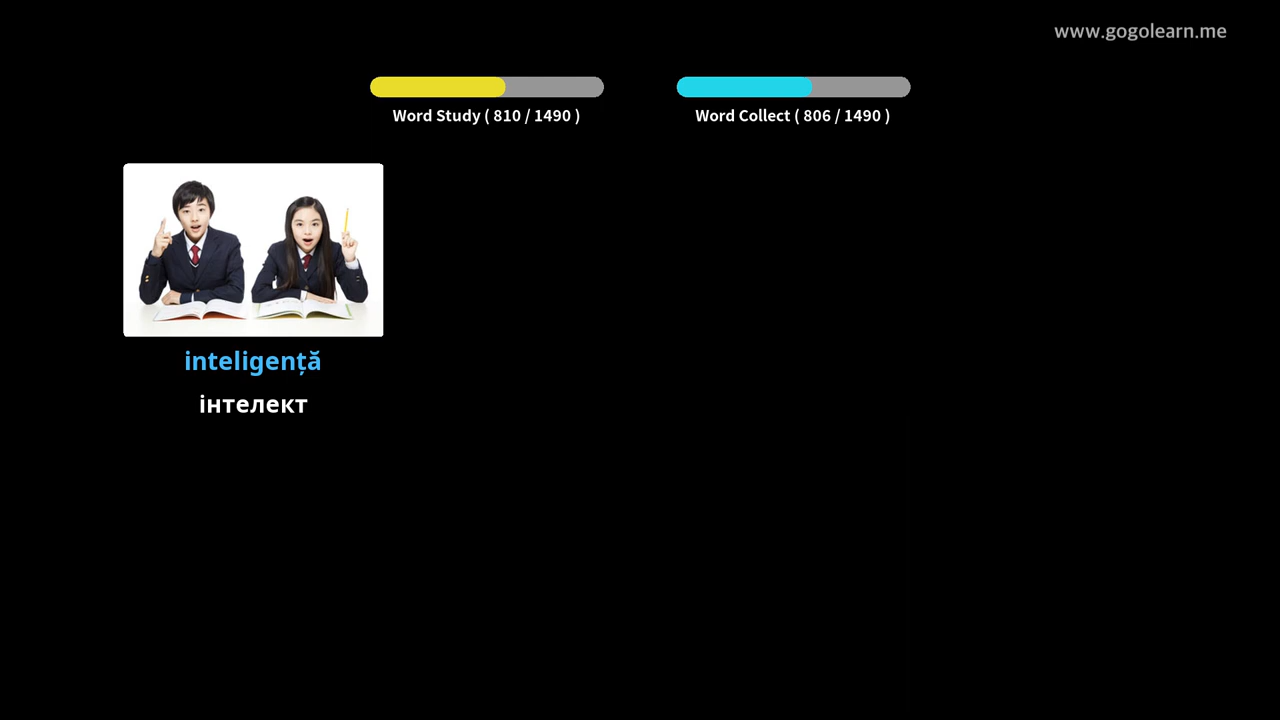 www.gogolearn.me
Word Study ( 810 / 1490 )
Word Collect ( 806 / 1490 )
inteligență
інтелект